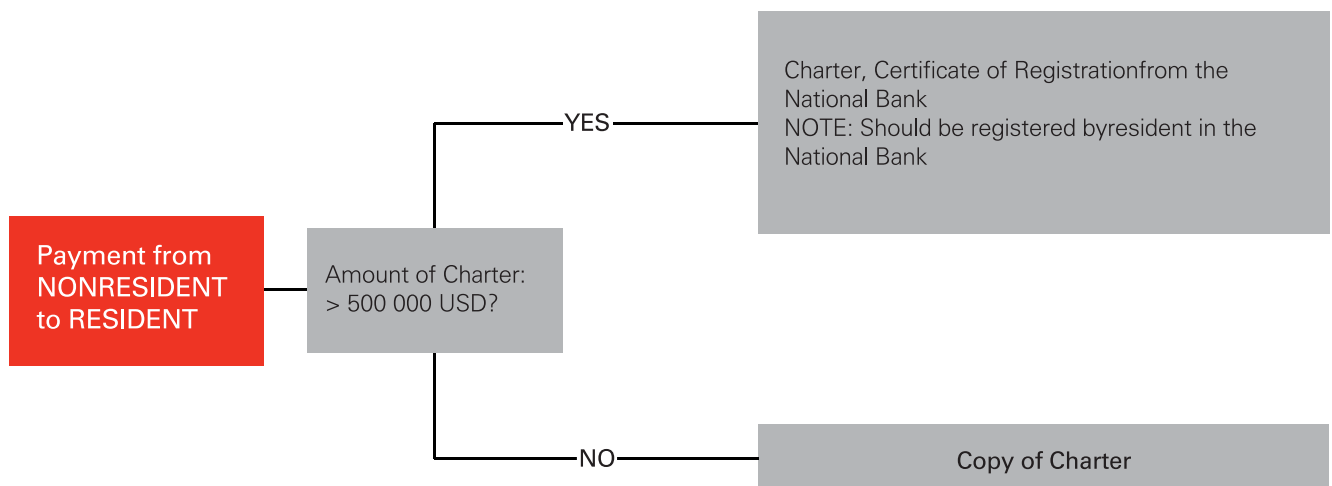 Payment from
NONRESIDENT
to RESIDENT
Amount of Charter:
> 500 000 USD?
YES
Charter, Certificate of Registrationfrom the
National Bank
NOTE: Should be registered byresident in the
National Bank
NO
Copy of Charter